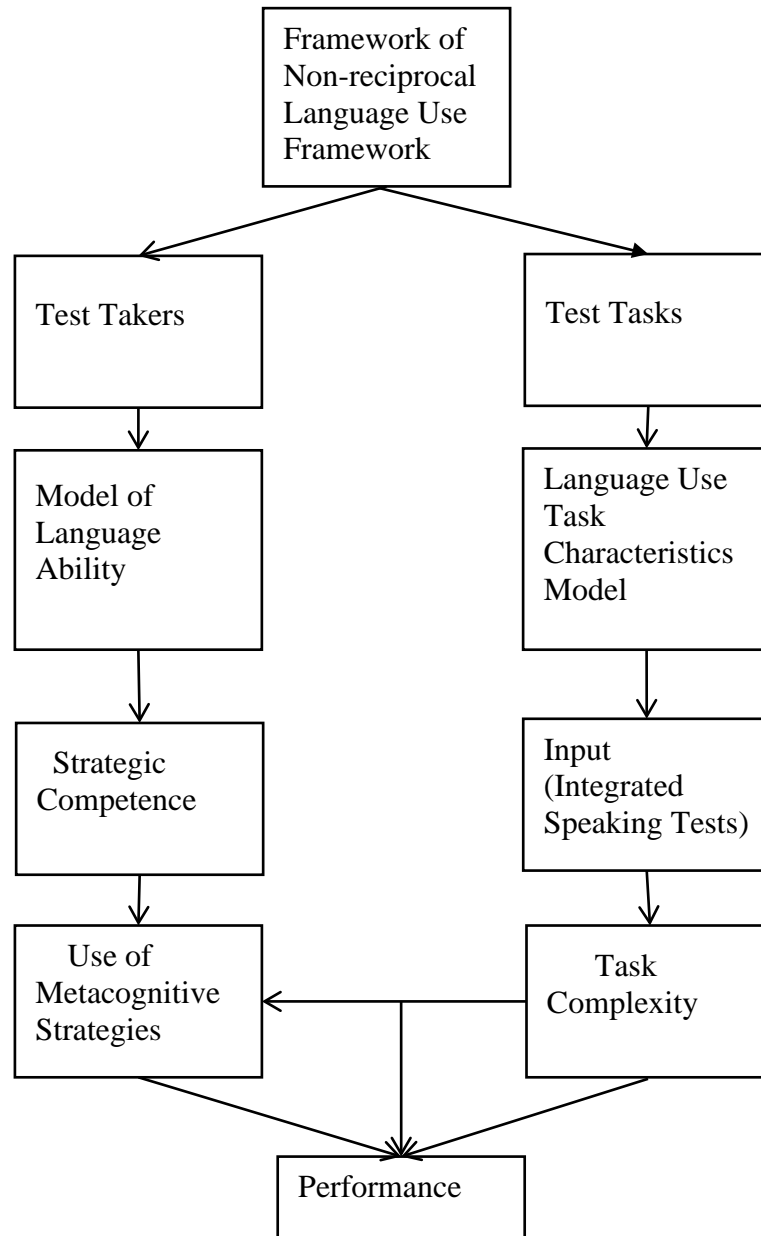 Framework of
Non-reciprocal
Language Use
Framework
Test Takers
Test Tasks
Model of
Language
Ability
Language Use
Task
Characteristics
Model
Strategic
Competence
Input
(Integrated
Speaking Tests)
Use of
Metacognitive
Strategies
Task
Complexity
Performance